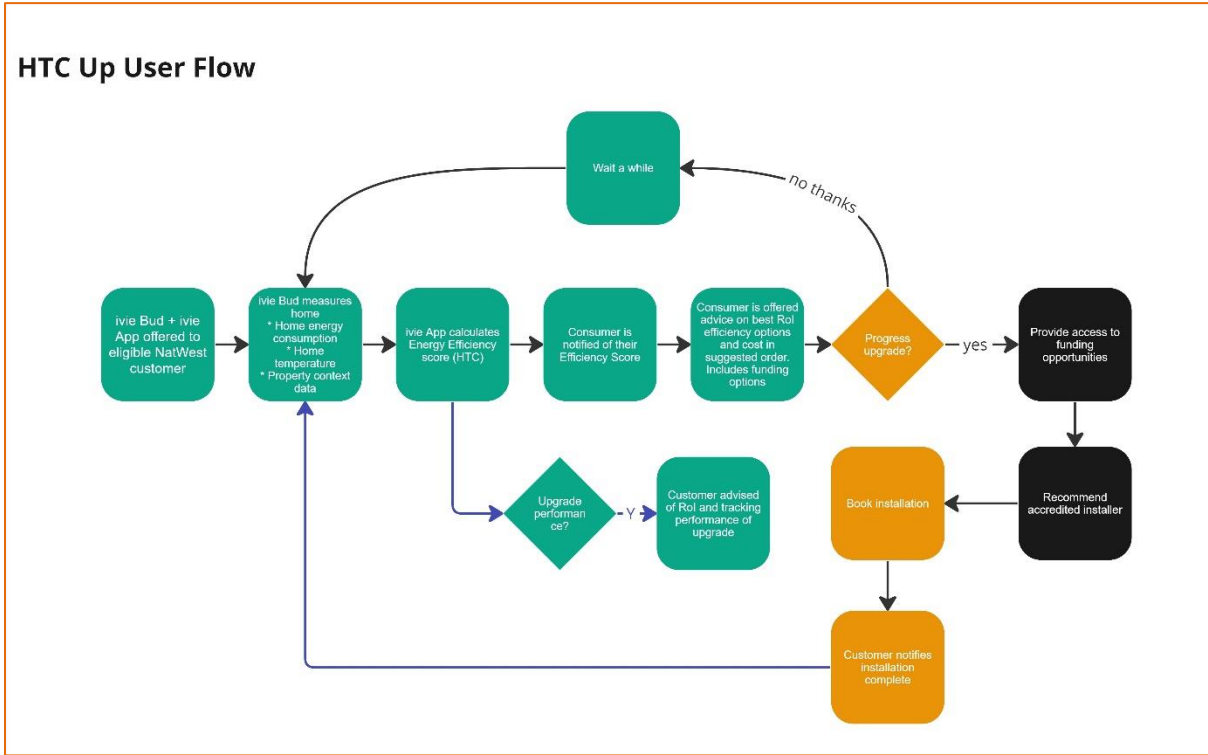 HTC Up User Flow
Wait a while
no thanks
ivie Bud + ivie
App offered to
eligible NatWest
customer
ivie Bud measures
home
* Home energy
consumption
* Home
temperature
* Property context
data
ivie App calculates
Energy Efficiency
score (HTC)
Consumer is
notified of their
Efficiency Score
Consumer is offered
advice on best RoI
efficiency options
and cost in
suggested order.
Includes funding
options
Progress
upgrade?
yes
Provide access to
funding
opportunities
Upgrade
performan
ce?
Y
Customer advised
of RoI and tracking
performance of
upgrade
Book installation
Recommend
accredited installer
Customer notifies
installation
complete